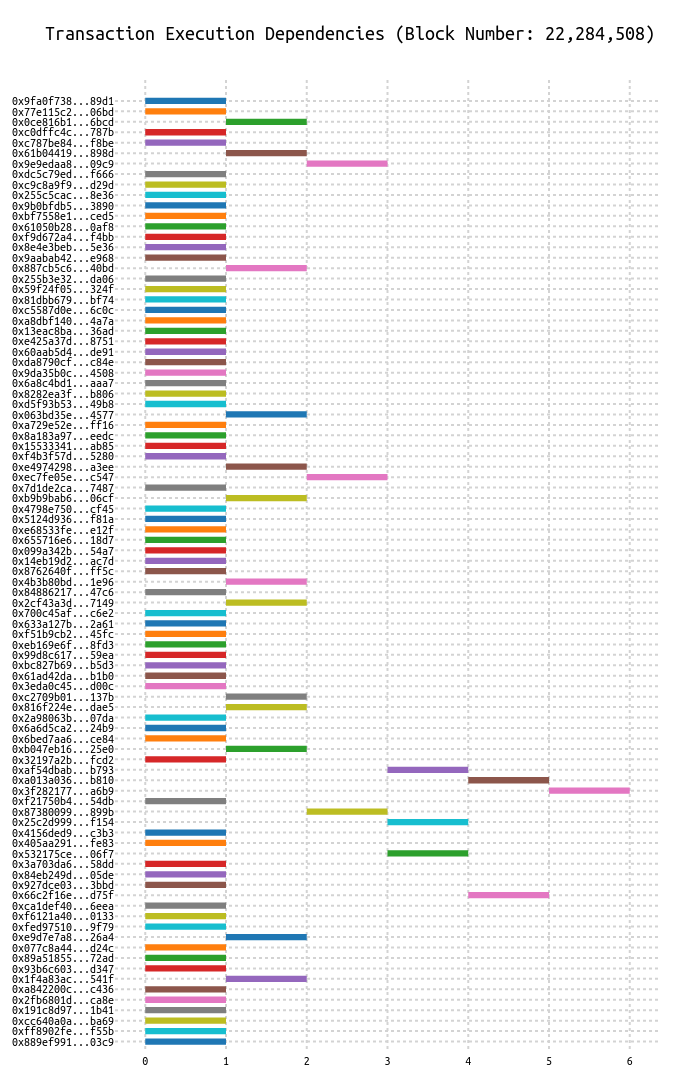 Transaction Execution Dependencies (Block Number: 22,284,508)
0x9fa0f738...89d1
0x77e115c2...06bd
0x0ce816b1...6bcd
0xc0dffc4c...787b
0xc787be84...f8be
0x61b04419...898d
0x9e9edaa8...09c9
0xdc5c79ed...f666
0xc9c8a9f9...d29d
0x255c5cac...8e36
0x9b0bfdb5...3890
0xbf7558e1...ced5
0x61050b28...0af8
0xf9d672a4...f4bb
0x8e4e3beb...5e36
0x9aabab42...e968
0x887cb5c6...40bd
0x255b3e32...da06
0x59f24f05...324f
0x81dbb679...bf74
0xc5587d0e...6c0c
0xa8dbf140...4a7a
0x13eac8ba...36ad
0xe425a37d...8751
0x60aab5d4...de91
0xda8790cf...c84e
0x9da35b0c...4508
0x6a8c4bd1...aaa7
0x8282ea3f...b806
0xd5f93b53...49b8
0x063bd35e...4577
0xa729e52e...ff16
0x8a183a97...eedc
0x15533341...ab85
0xf4b3f57d...5280
0xe4974298...a3ee
0xec7fe05e...c547
0x7d1de2ca...7487
0xb9b9bab6...06cf
0x4798e750...cf45
0x5124d936...f81a
0xe68533fe...e12f
0x655716e6...18d7
0x099a342b...54a7
0x14eb19d2...ac7d
0x8762640f...ff5c
0x4b3b80bd...1e96
0x84886217...47c6
0x2cf43a3d...7149
0x700c45af...c6e2
0x633a127b...2a61
0xf51b9cb2...45fc
0xeb169e6f...8fd3
0x99d8c617...59ea
0xbc827b69...b5d3
0x61ad42da...b1b0
0x3eda0c45...d00c
0xc2709b01...137b
0x816f224e...dae5
0x2a98063b...07da
0x6a6d5ca2...24b9
0x6bed7aa6...ce84
0xb047eb16...25e0
0x32197a2b...fcd2
0xaf54dbab...b793
0xa013a036...b810
0x3f282177...a6b9
0xf21750b4...54db
0x87380099...899b
0x25c2d999...f154
0x4156ded9...c3b3
0x405aa291...fe83
0x532175ce...06f7
0x3a703da6...58dd
0x84eb249d...05de
0x927dce03...3bbd
0x66c2f16e...d75f
0xca1def40...6eea
0xf6121a40...0133
0xfed97510...9f79
0xe9d7e7a8...26a4
0x077c8a44...d24c
0x89a51855...72ad
0x93b6c603...d347
0x1f4a83ac...541f
0xa842200c...c436
0x2fb6801d...ca8e
0x191c8d97...1b41
0xcc640a0a...ba69
0xff8902fe...f55b
0x889ef991...03c9
0 1 2 3 4 5 6